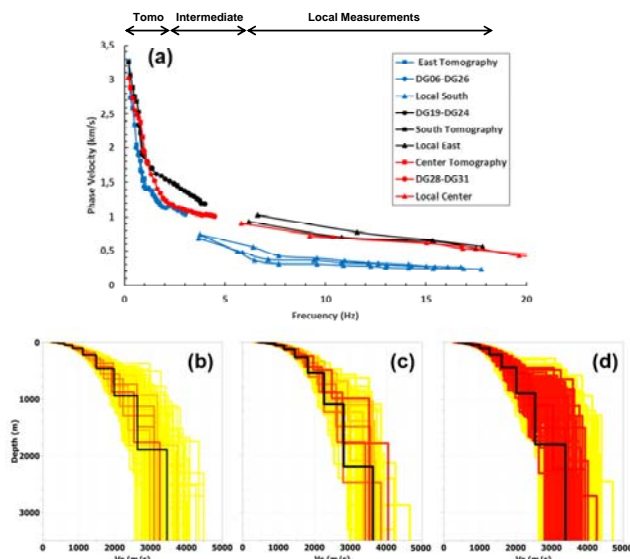 Tomo Intermediate Local Measurements
(a)
Phase Velocity (km/s)
3,5
3
2,5
2
1,5
1
0,5
0
0 5 10 15 20
Frecuency (Hz)
East Tomography
DG06-DG26
Local South
DG19-DG24
South Tomography
Local East
Center Tomography
DG28-DG31
Local Center
(b) (c) (d)
Depth (m)
0
1000
2000
3000
0 1000 2000 3000 4000 5000
0 1000 2000 3000 4000 5000
0 1000 2000 3000 4000 5000
Vs (m/s) Vs (m/s) Vs (m/s)